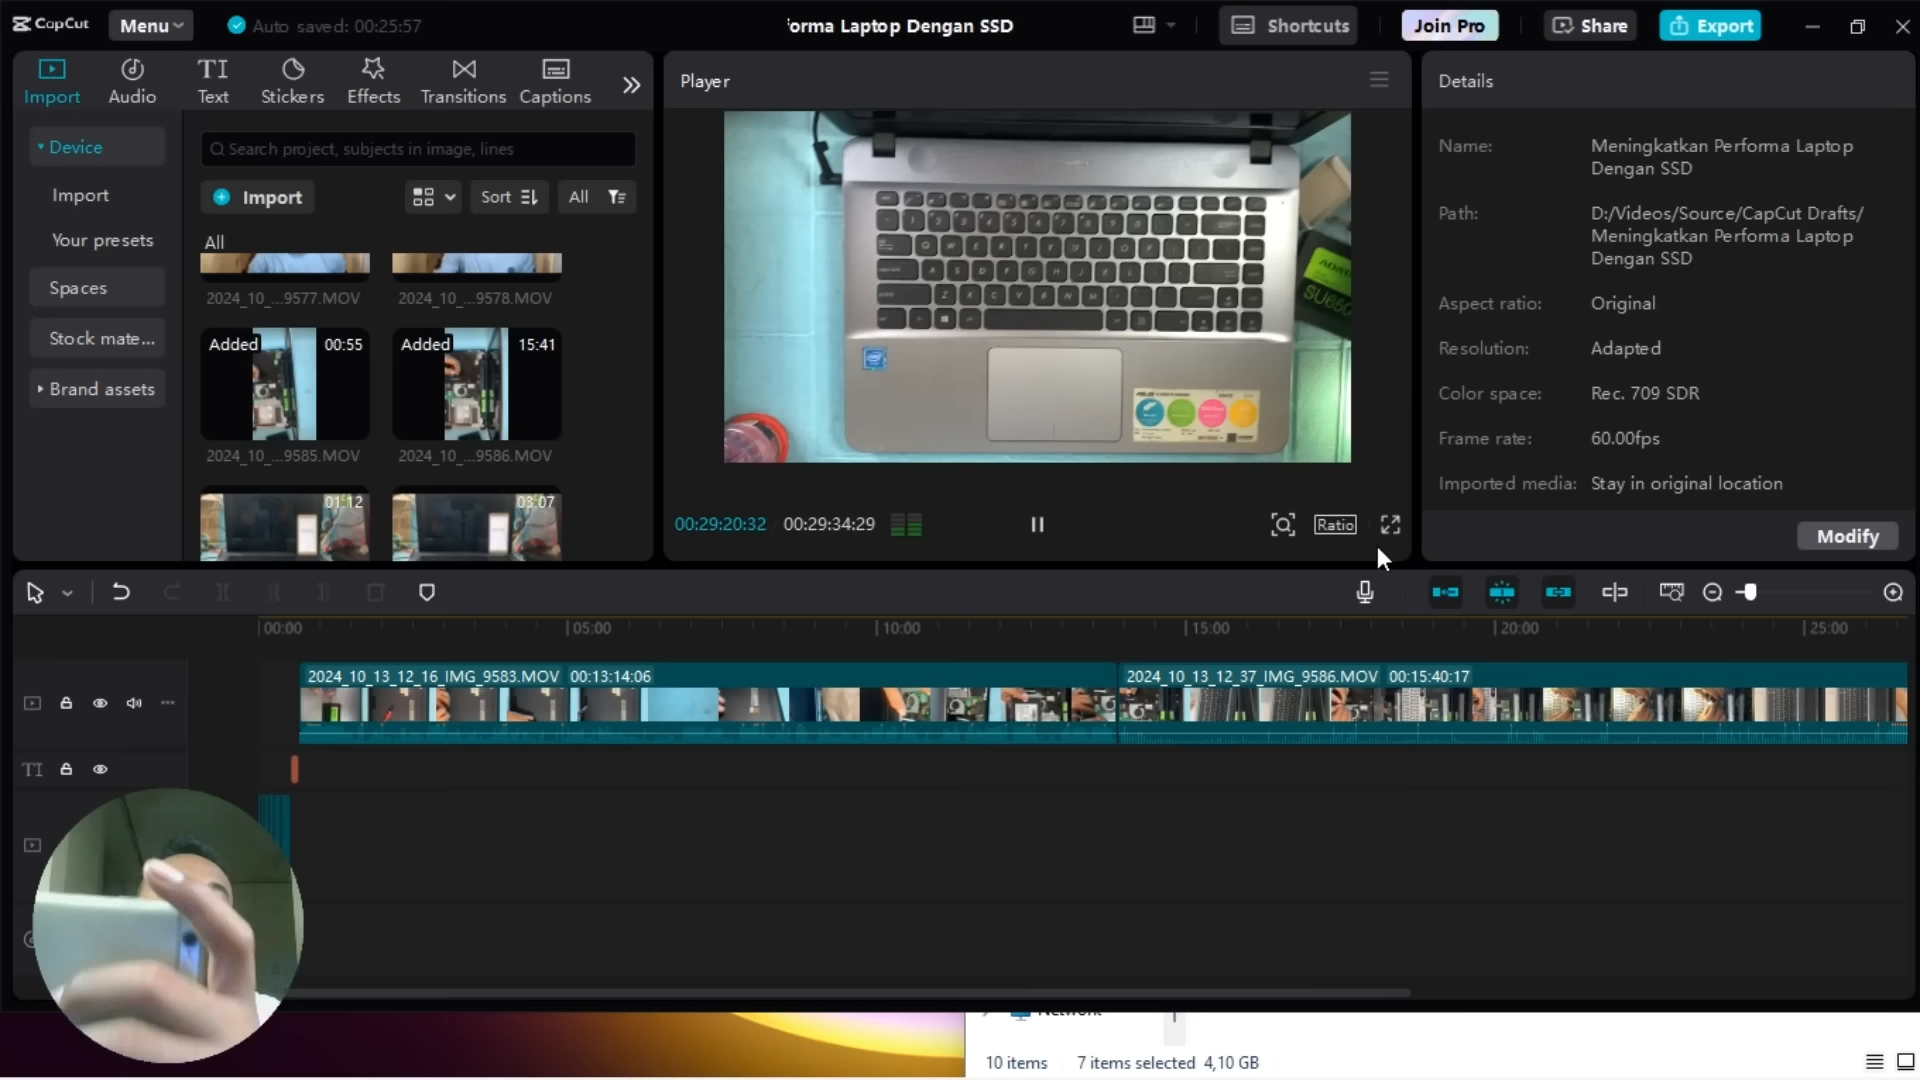 CapCut
Menu
Auto saved: 00:25:57
orma Laptop Dengan SSD
Shortcuts
Join Pro
Share
Export
Import
Audio
TI
Text
Stickers
Effects
Transitions
Captions
Player
Details
Device
Import
Your presets
Spaces
Stock mate...
Brand assets
Search project, subjects in image, lines
Import
Sort
All
All
2024_10_...9577.MOV
2024_10_...9578.MOV
Added
00:55
Added
15:41
2024_10_...9585.MOV
2024_10_...9586.MOV
01:12
03:07
ADATA
SU650
00:29:20:32
00:29:34:29
Ratio
Name:
Meningkatkan Performa Laptop
Dengan SSD
Path:
D:/Videos/Source/CapCut Drafts/
Meningkatkan Performa Laptop
Dengan SSD
Aspect ratio:
Original
Resolution:
Adapted
Color space:
Rec. 709 SDR
Frame rate:
60.00fps
Imported media:
Stay in original location
Modify
00:00
05:00
10:00
15:00
20:00
25:00
2024_10_13_12_16_IMG_9583.MOV 00:13:14:06
2024_10_13_12_37_IMG_9586.MOV 00:15:40:17
TI
Network
10 items
7 items selected 4,10 GB